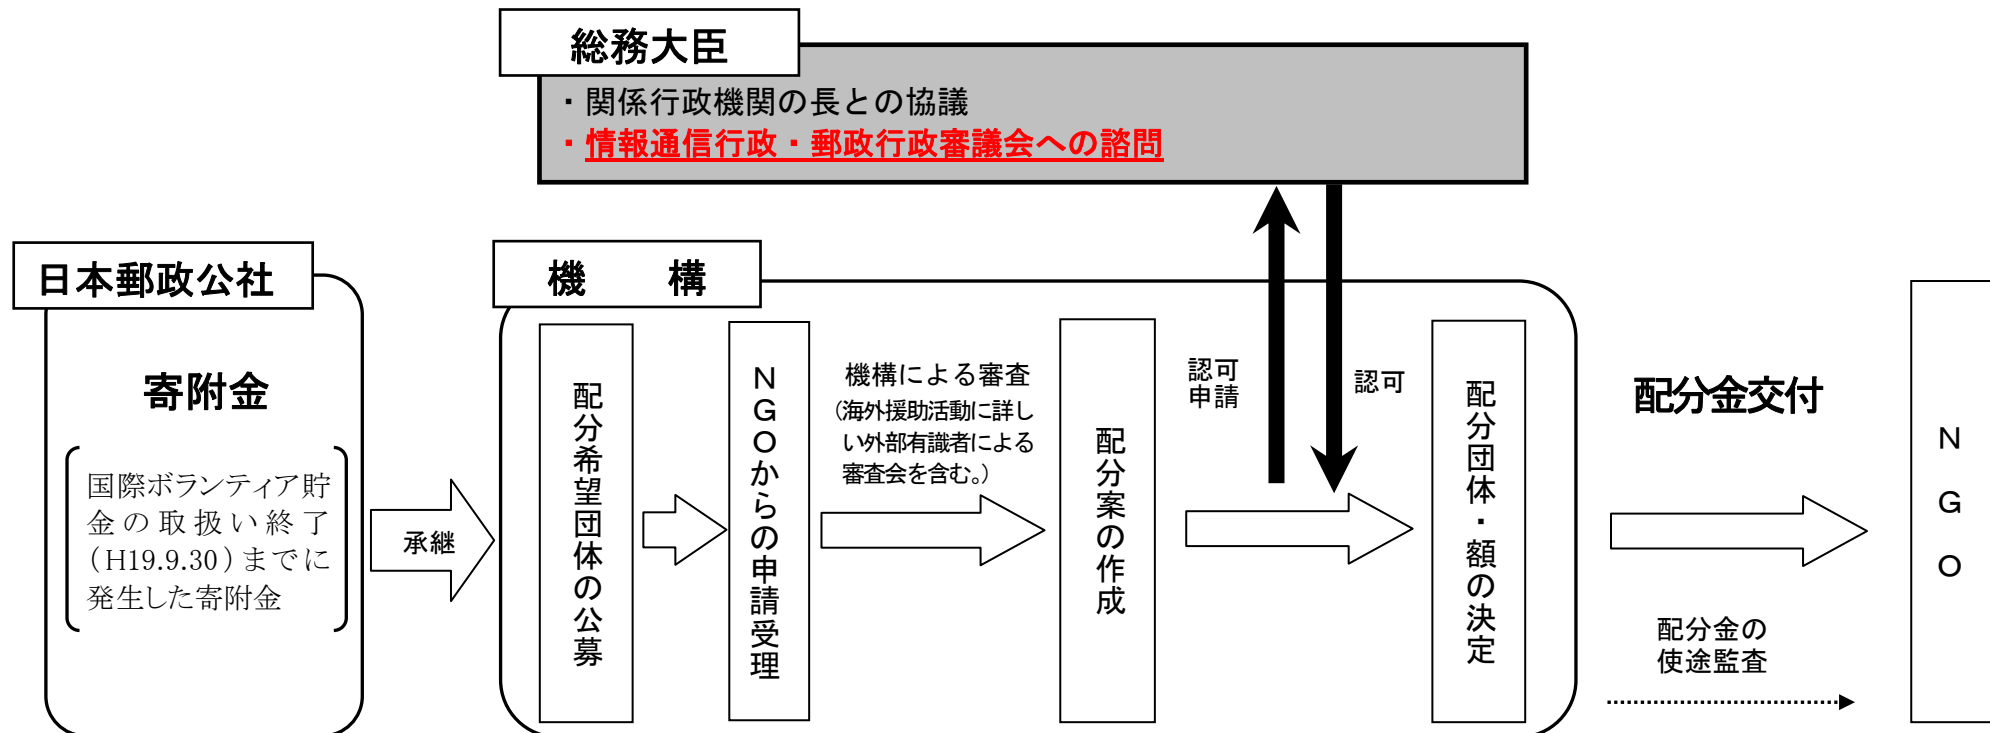 総務大臣
・関係行政機関の長との協議
・情報通信行政・郵政行政審議会への諮問
日本郵政公社
寄附金
国際ボランティア貯
金の取扱い終了
（H19.9.30）までに
発生した寄附金
承継
機　　構
配分希望団体の公募
ＮＧＯからの申請受理
機構による審査
（海外援助活動に詳し
い外部有識者による
審査会を含む。）
配分案の作成
認可
申請
認可
配分団体・額の決定
配分金交付
配分金の
使途監査
ＮＧＯ